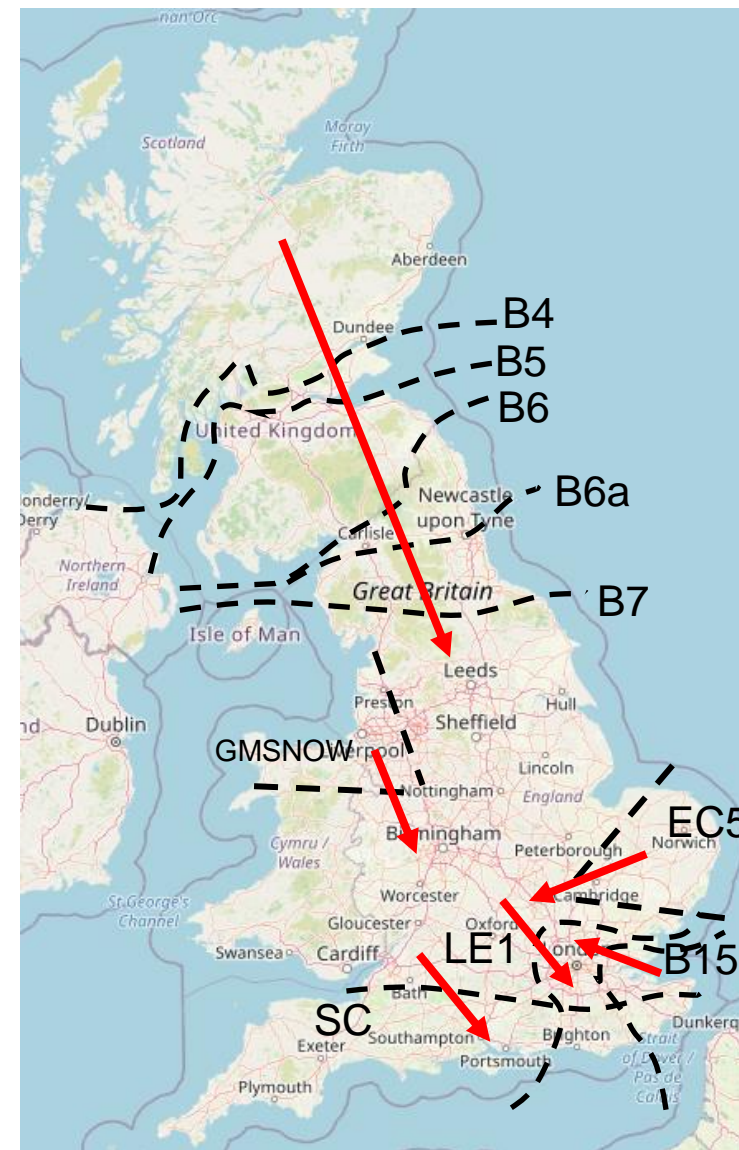 nan Orc
Scotland
Moray
Firth
Aberdeen
B4
Dundee
B5
B6
United Kingdom
B6a
onderry/
Derry
Newcastle
upon Tyne
Carlisle
Northern
Ireland
Great Britain
B7
Isle of Man
Leeds
Preston
Hull
nd
Dublin
Sheffield
GMSNOW
Liverpool
Lincoln
Nottingham
England
EC5
Birmingham
Norwich
Cymru /
Wales
Peterborough
Worcester
Cambridge
St George's
Channel
Gloucester
Oxford
LE1
Swansea
Cardiff
London
B15
Bath
SC
Dunkerq
Southampton
Brighton
Strait
of Dover /
Pas de
Calais
Exeter
Portsmouth
Plymouth